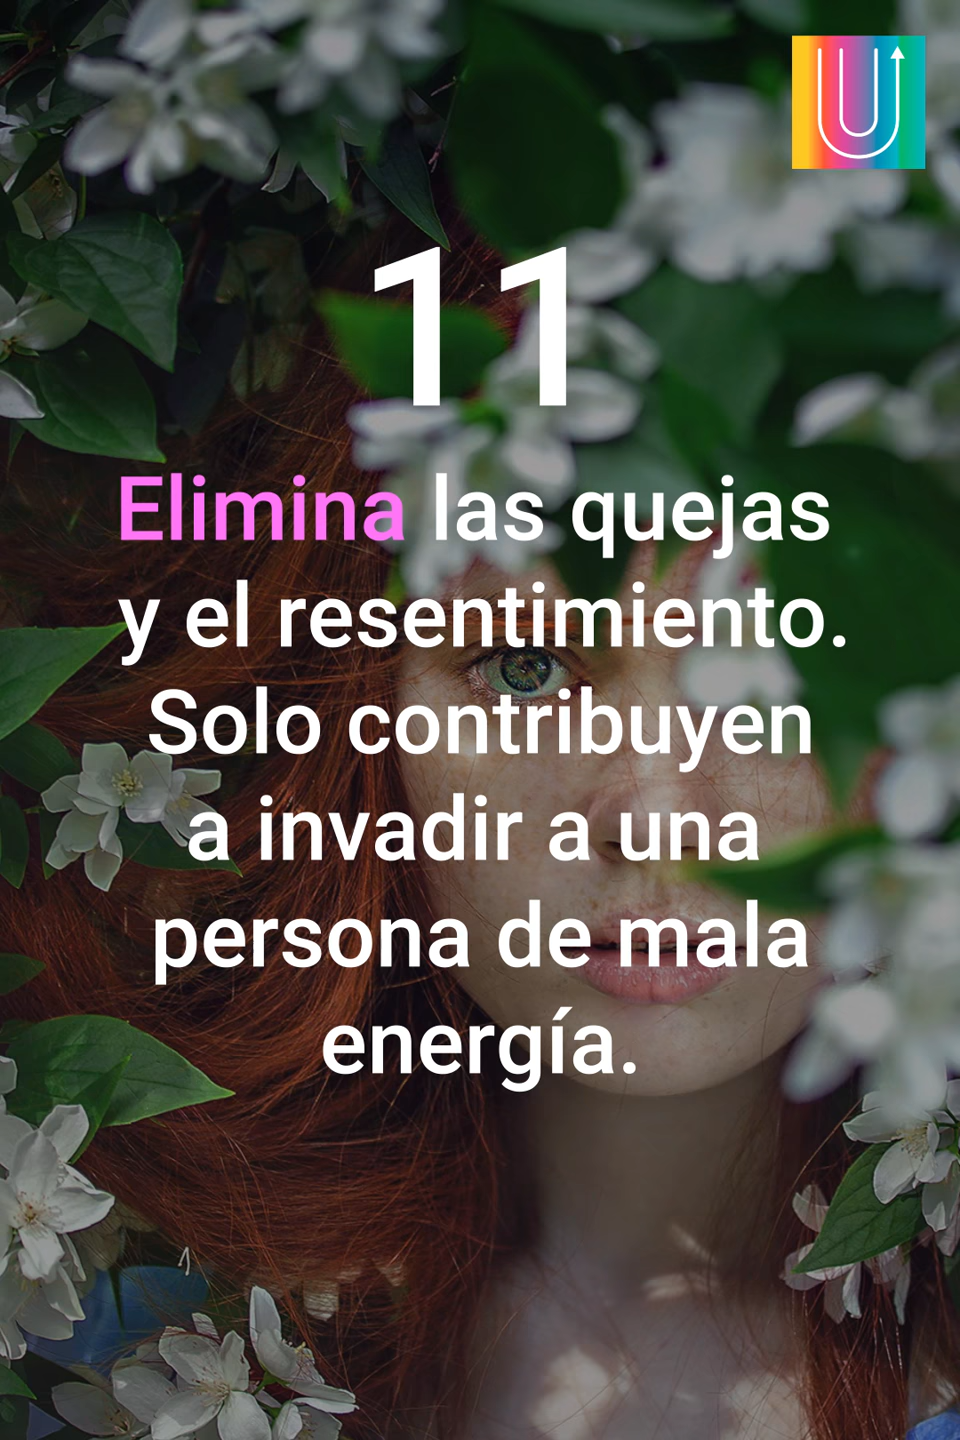 11
Elimina las quejas
y el resentimiento.
Solo contribuyen
a invadir a una
persona de mala
energía.